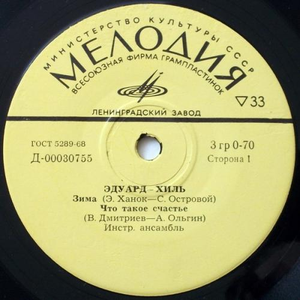 МИНИСТЕРСТВО КУЛЬТУРЫ СССР
МЕЛОДИЯ
ВСЕСОЮЗНАЯ ФИРМА ГРАМПЛАСТИНОК
33
ЛЕНИНГРАДСКИЙ ЗАВОД
ГОСТ 5289-68
Д-00030755
3 гр 0-70
Сторона 1
ЭДУАРД ХИЛЬ
Зима (Э. Ханок—С. Островой)
Что такое счастье
(В. Дмитриев—А. Ольгин)
Инстр. ансамбль